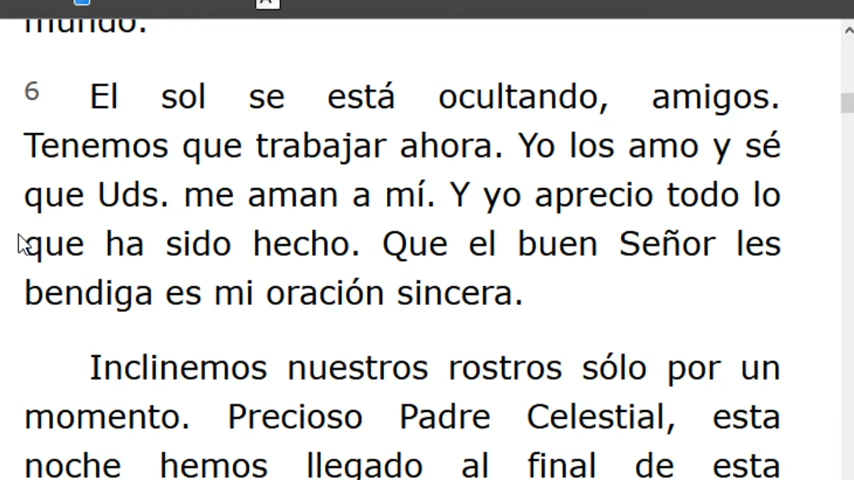 mundo.
6 El sol se está ocultando, amigos.
Tenemos que trabajar ahora. Yo los amo y sé
que Uds. me aman a mí. Y yo aprecio todo lo
que ha sido hecho. Que el buen Señor les
bendiga es mi oración sincera.
Inclinemos nuestros rostros sólo por un
momento. Precioso Padre Celestial, esta
noche hemos llegado al final de esta